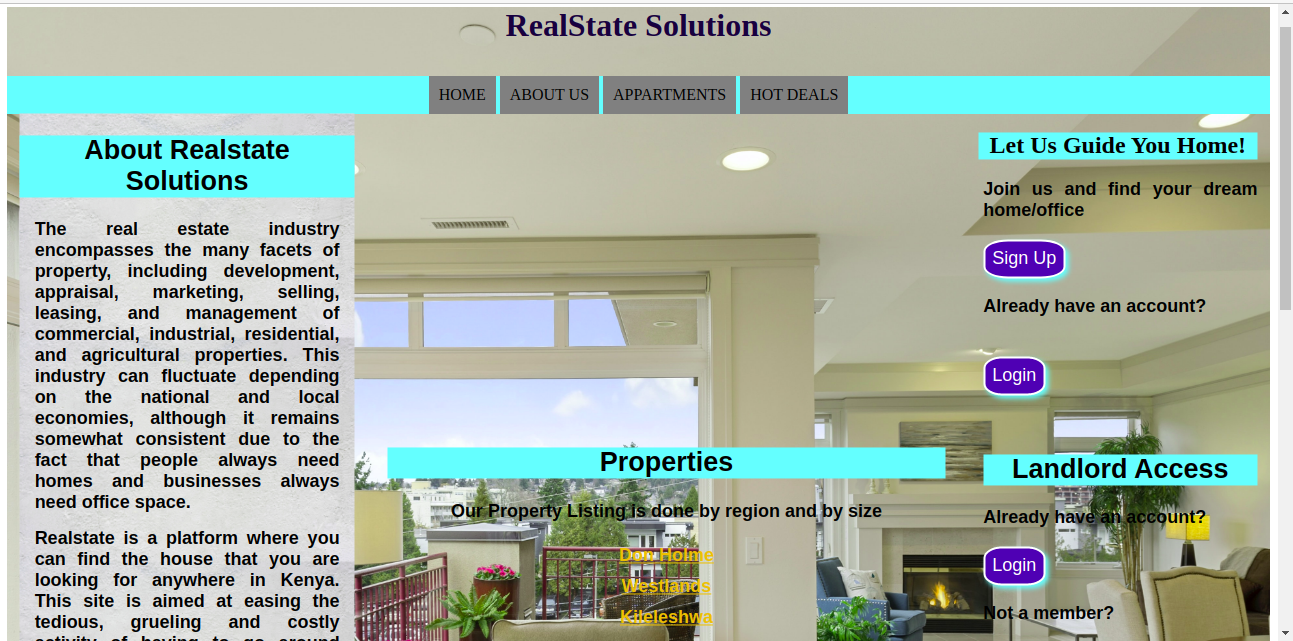 RealState Solutions
HOME
ABOUT US
APPARTMENTS
HOT DEALS
About Realstate
Solutions
The real estate industry
encompasses the many facets of
property, including development,
appraisal, marketing, selling,
leasing, and management of
commercial, industrial, residential,
and agricultural properties. This
industry can fluctuate depending
on the national and local
economies, although it remains
somewhat consistent due to the
fact that people always need
homes and businesses always
need office space.
Realstate is a platform where you
can find the house that you are
looking for anywhere in Kenya.
This site is aimed at easing the
tedious, grueling and costly
activity of having to go around
Properties
Our Property Listing is done by region and by size
Don Holme
Westlands
Kileleshwa
Let Us Guide You Home!
Join us and find your dream
home/office
Sign Up
Already have an account?
Login
Landlord Access
Already have an account?
Login
Not a member?